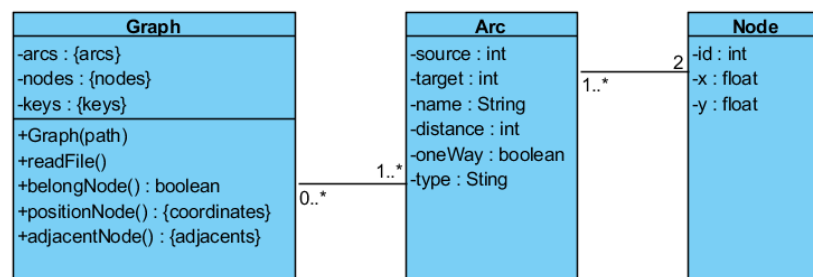 Graph
-arcs : {arcs}
-nodes : {nodes}
-keys : {keys}
+Graph(path)
+readFile()
+belongNode() : boolean
+positionNode() : {coordinates}
+adjacentNode() : {adjacents}
0..*
1..*
Arc
-source : int
-target : int
-name : String
-distance : int
-oneWay : boolean
-type : Sting
1..*
2
Node
-id : int
-x : float
-y : float